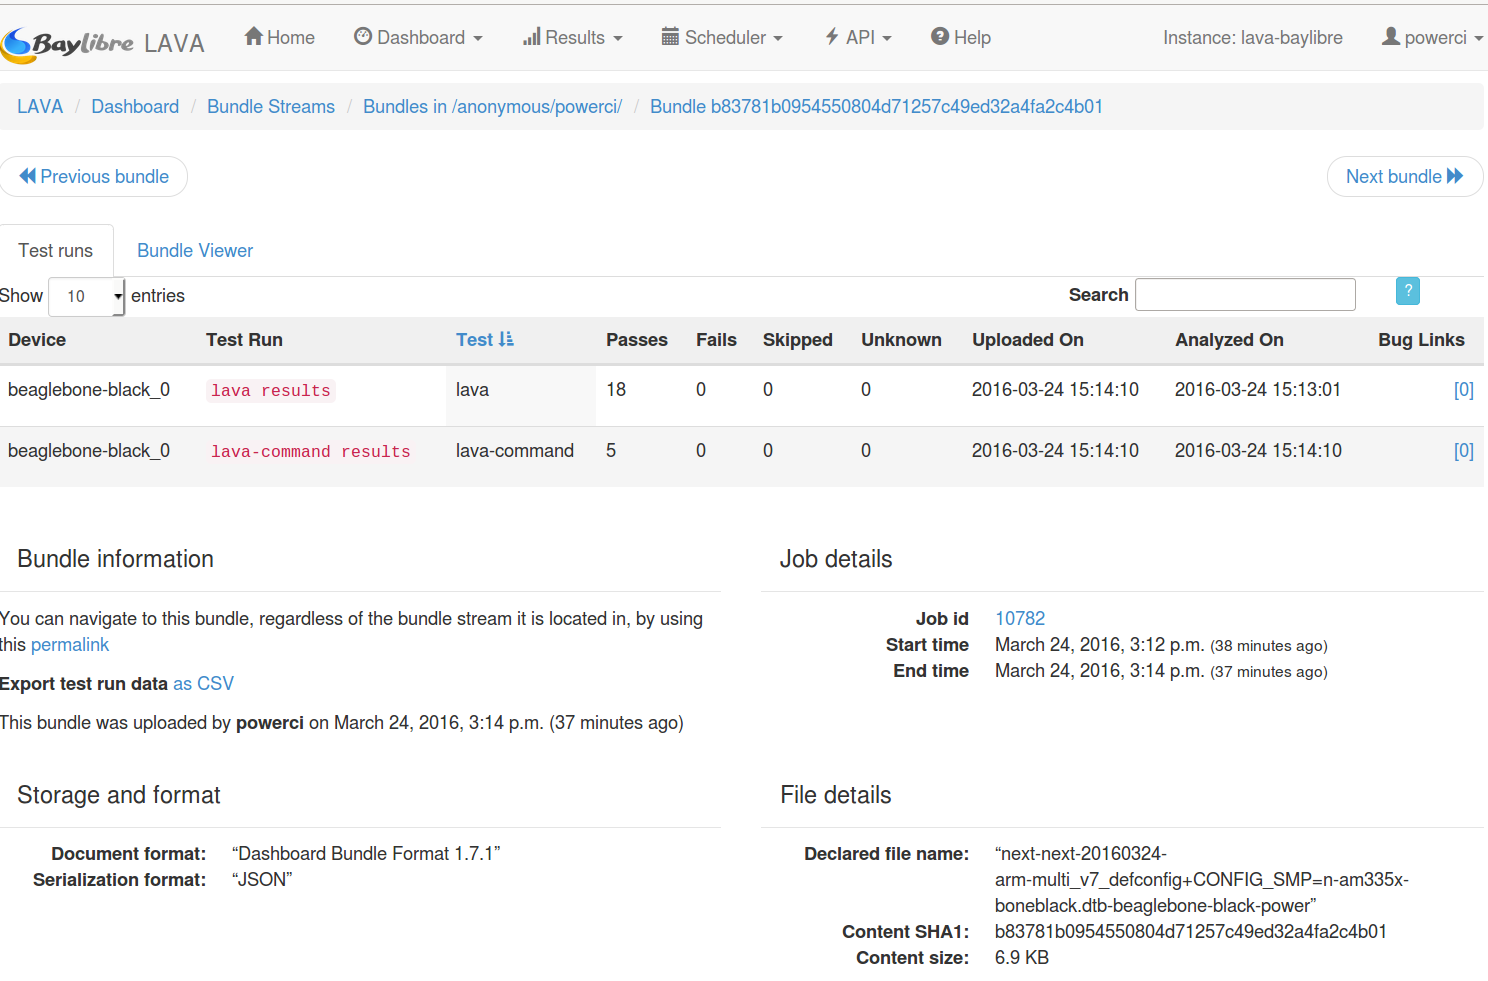 Baylibre LAVA Home Dashboard Results Scheduler API Help Instance: lava-baylibre powerci
LAVA / Dashboard / Bundle Streams / Bundles in /anonymous/powerci/ / Bundle b83781b0954550804d71257c49ed32a4fa2c4b01
Previous bundle Next bundle
Test runs Bundle Viewer
Show 10 entries Search ?
Device Test Run Test Passes Fails Skipped Unknown Uploaded On Analyzed On Bug Links
beaglebone-black_0 lava results lava 18 0 0 0 2016-03-24 15:14:10 2016-03-24 15:13:01 [0]
beaglebone-black_0 lava-command results lava-command 5 0 0 0 2016-03-24 15:14:10 2016-03-24 15:14:10 [0]
Bundle information
You can navigate to this bundle, regardless of the bundle stream it is located in, by using
this permalink
Export test run data as CSV
This bundle was uploaded by powerci on March 24, 2016, 3:14 p.m. (37 minutes ago)
Job details
Job id 10782
Start time March 24, 2016, 3:12 p.m. (38 minutes ago)
End time March 24, 2016, 3:14 p.m. (37 minutes ago)
Storage and format
Document format: “Dashboard Bundle Format 1.7.1”
Serialization format: “JSON”
File details
Declared file name: “next-next-20160324-
arm-multi_v7_defconfig+CONFIG_SMP=n-am335x-
boneblack.dtb-beaglebone-black-power”
Content SHA1: b83781b0954550804d71257c49ed32a4fa2c4b01
Content size: 6.9 KB